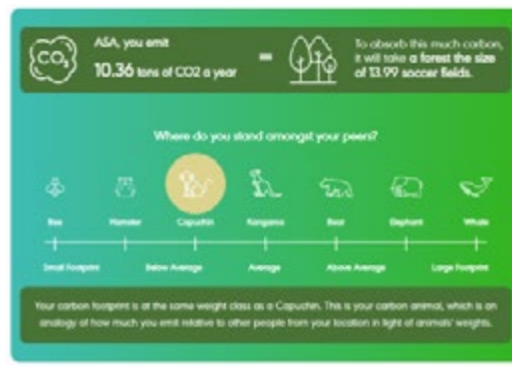 CO₂
ASA, you emit
10.36 tons of CO2 a year
=
To absorb this much carbon,
it will take a forest the size
of 13.99 soccer fields.
Where do you stand amongst your peers?
Bee Hamster Capuchin Kangaroo Bear Elephant Whale
Small Footprint Below Average Average Above Average Large Footprint
Your carbon footprint is at the same weight class as a Capuchin. This is your carbon animal, which is an
analogy of how much you emit relative to other people from your location in light of animals' weights.